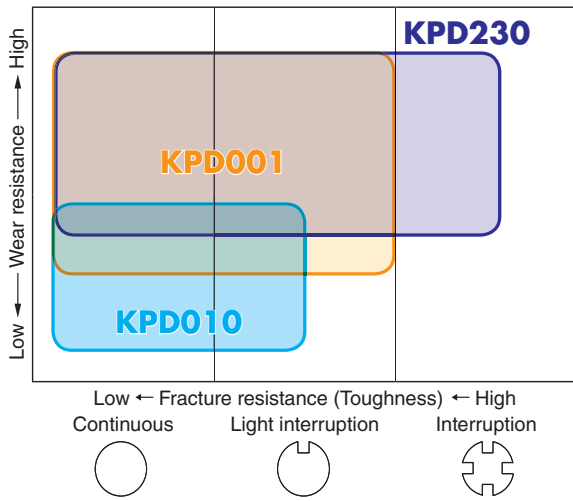 KPD230
KPD001
KPD010
Low ← Wear resistance → High
Low ← Fracture resistance (Toughness) ← High
Continuous Light interruption Interruption